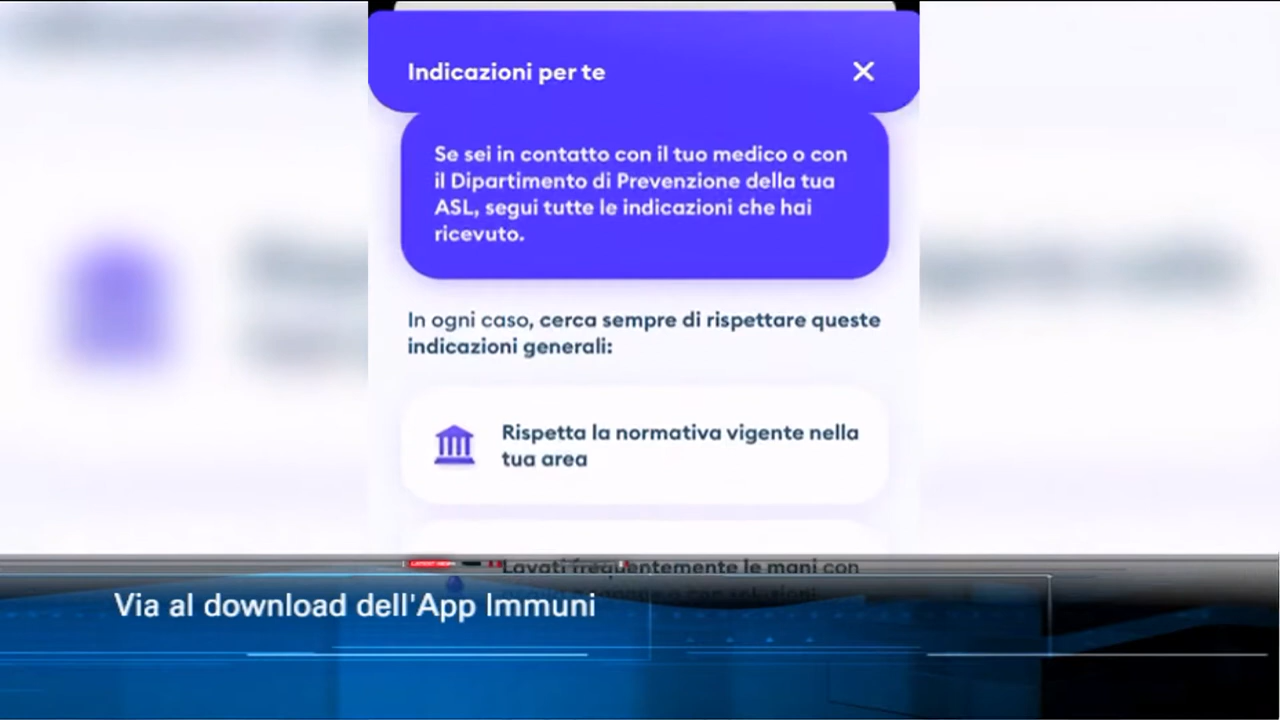 Indicazioni per te
Se sei in contatto con il tuo medico o con
il Dipartimento di Prevenzione della tua
ASL, segui tutte le indicazioni che hai
ricevuto.
In ogni caso, cerca sempre di rispettare queste
indicazioni generali:
Rispetta la normativa vigente nella
tua area
Lavati frequentemente le mani con
Via al download dell'App Immuni